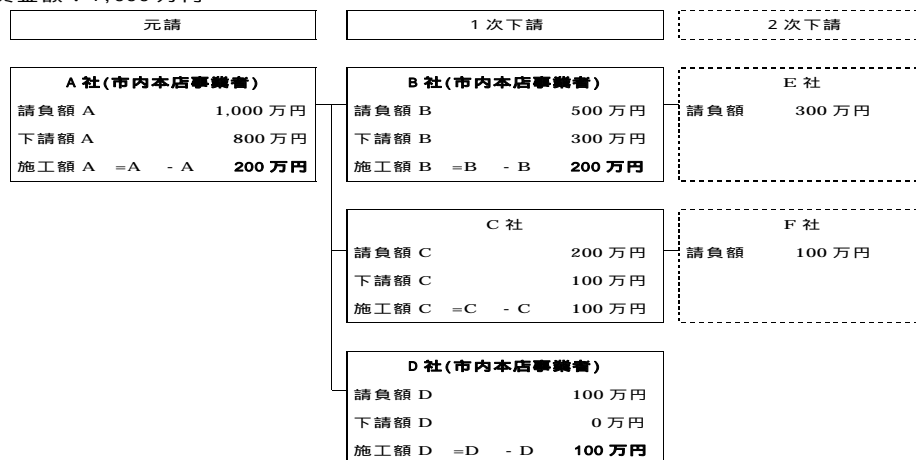 元請
1次下請
2次下請
A社(市内本店事業者)
請負額A 1,000万円
下請額A 800万円
施工額A =A - A 200万円
B社(市内本店事業者)
請負額B 500万円
下請額B 300万円
施工額B =B - B 200万円
E社
請負額 300万円
C社
請負額C 200万円
下請額C 100万円
施工額C =C - C 100万円
F社
請負額 100万円
D社(市内本店事業者)
請負額D 100万円
下請額D 0万円
施工額D =D - D 100万円